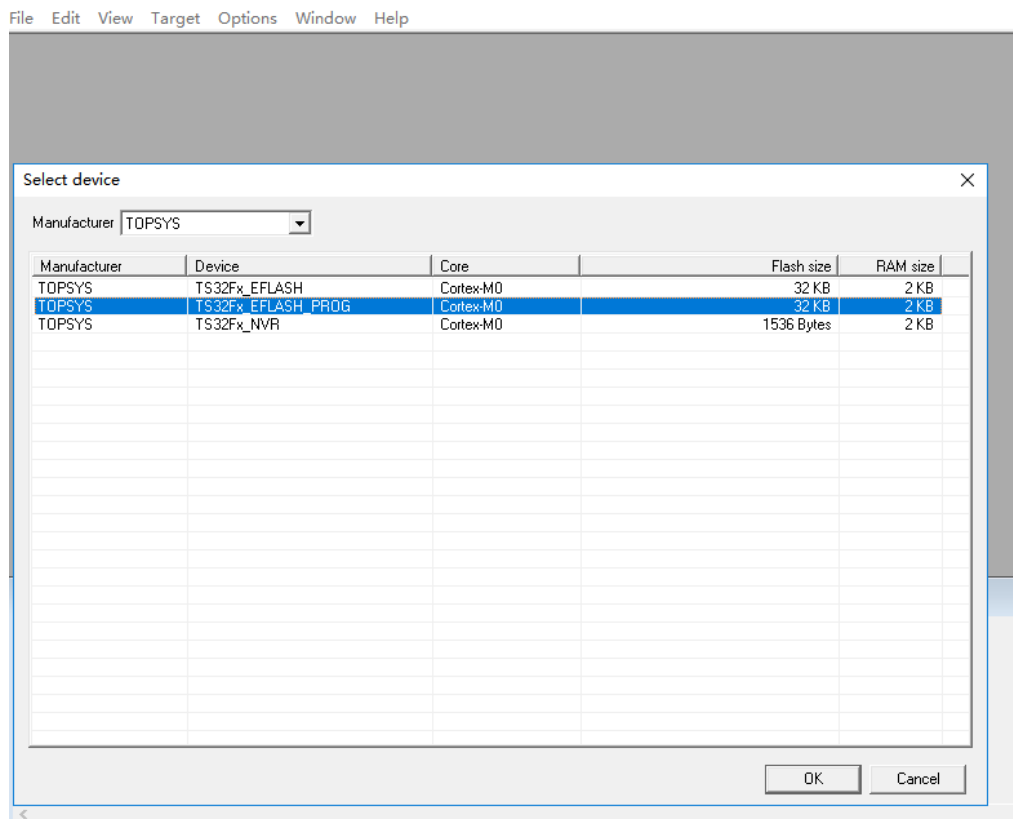 File Edit View Target Options Window Help
Select device
Manufacturer TOPSYS
Manufacturer Device Core Flash size RAM size
TOPSYS TS32Fx_EFLASH Cortex-M0 32 KB 2 KB
TOPSYS TS32Fx_EFLASH_PROG Cortex-M0 32 KB 2 KB
TOPSYS TS32Fx_NVR Cortex-M0 1536 Bytes 2 KB
OK Cancel